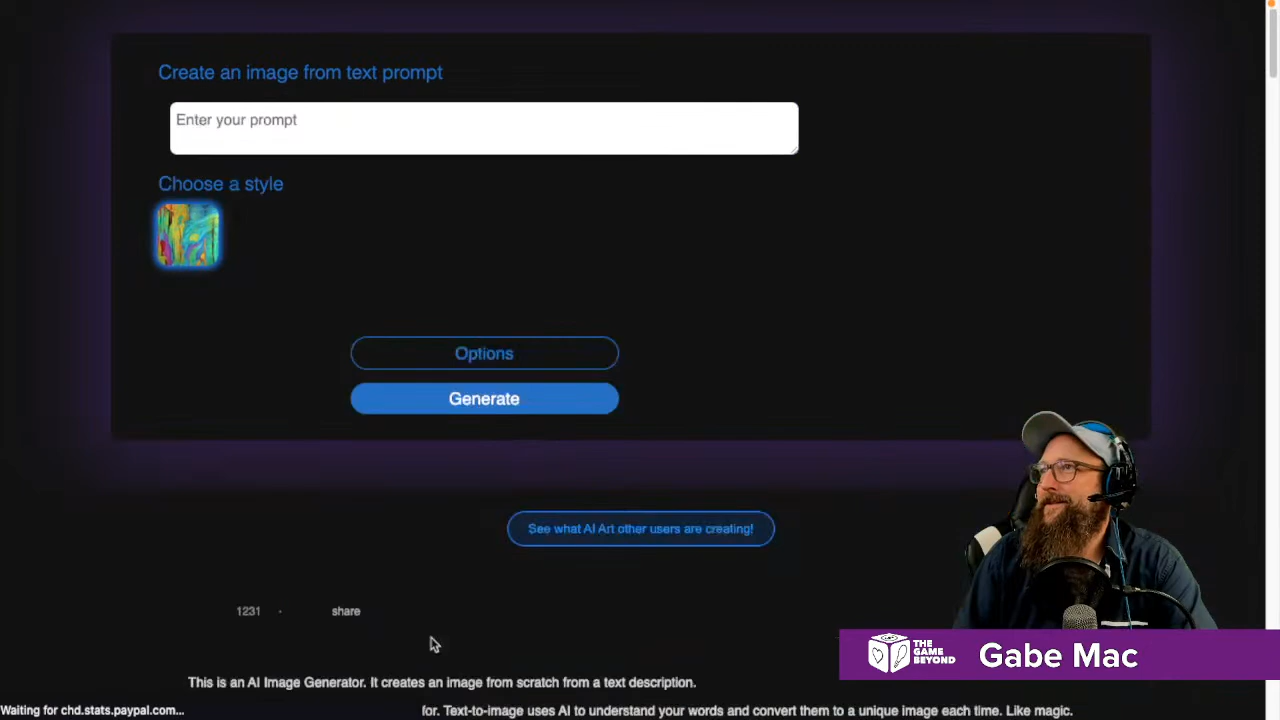 Create an image from text prompt
Enter your prompt
Choose a style
Options
Generate
See what AI Art other users are creating!
1231 · share
This is an AI Image Generator. It creates an image from scratch from a text description.
for. Text-to-image uses AI to understand your words and convert them to a unique image each time. Like magic.
Waiting for chd.stats.paypal.com...
THE
GAME
BEYOND
Gabe Mac